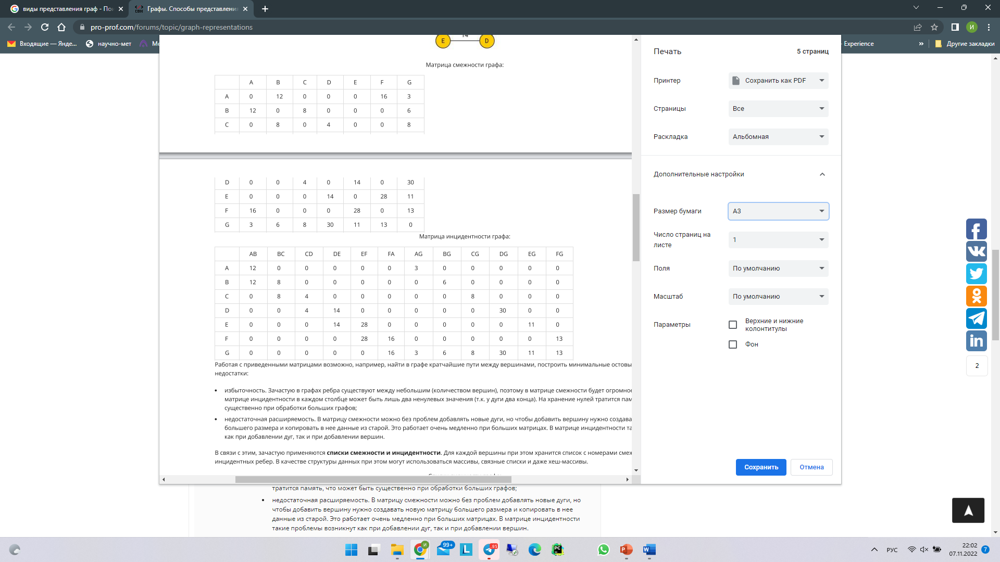 виды представления граф - Пои
Графы. Способы представления
pro-prof.com/forums/topic/graph-representations
Входящие — Янде...
научно-мет
Experience
Другие закладки
E 14 D
Матрица смежности графа:
A B C D E F G
A 0 12 0 0 0 16 3
B 12 0 8 0 0 0 6
C 0 8 0 4 0 0 8
D 0 0 4 0 14 0 30
E 0 0 0 14 0 28 11
F 16 0 0 0 28 0 13
G 3 6 8 30 11 13 0
Матрица инцидентности графа:
AB BC CD DE EF FA AG BG CG DG EG FG
A 12 0 0 0 0 0 3 0 0 0 0 0
B 12 8 0 0 0 0 0 6 0 0 0 0
C 0 8 4 0 0 0 0 0 8 0 0 0
D 0 0 4 14 0 0 0 0 0 30 0 0
E 0 0 0 14 28 0 0 0 0 0 11 0
F 0 0 0 0 28 16 0 0 0 0 0 13
G 0 0 0 0 0 16 3 6 8 30 11 13
Работая с приведенными матрицами возможно, например, найти в графе кратчайшие пути между вершинами, построить минимальные остовы
недостатки:
• избыточность. Зачастую в графах ребра существуют между небольшим (количеством вершин), поэтому в матрице смежности будет огромное
матрице инцидентности в каждом столбце может быть лишь два ненулевых значения (т.к. у дуги два конца). На хранение нулей тратится пам
существенно при обработки больших графов;
• недостаточная расширяемость. В матрицу смежности можно без проблем добавлять новые дуги, но чтобы добавить вершину нужно создава
большего размера и копировать в нее данные из старой. Это работает очень медленно при больших матрицах. В матрице инцидентности та
как при добавлении дуг, так и при добавлении вершин.
В связи с этим, зачастую применяются списки смежности и инцидентности. Для каждой вершины при этом хранится список с номерами смеж
инцидентных ребер. В качестве структуры данных при этом могут использоваться массивы, связные списки и даже хеш-массивы.
Печать
5 страниц
Принтер
Сохранить как PDF
Страницы
Все
Раскладка
Альбомная
Дополнительные настройки
Размер бумаги
A3
Число страниц на
листе
1
Поля
По умолчанию
Масштаб
По умолчанию
Параметры
Верхние и нижние
колонтитулы
Фон
Сохранить
Отмена
2
тратится память, что может быть существенно при обработки больших графов;
• недостаточная расширяемость. В матрицу смежности можно без проблем добавлять новые дуги, но
чтобы добавить вершину нужно создавать новую матрицу большего размера и копировать в нее
данные из старой. Это работает очень медленно при больших матрицах. В матрице инцидентности
такие проблемы возникнут как при добавлении дуг, так и при добавлении вершин.
99+
95
РУС
22:02
07.11.2022
7